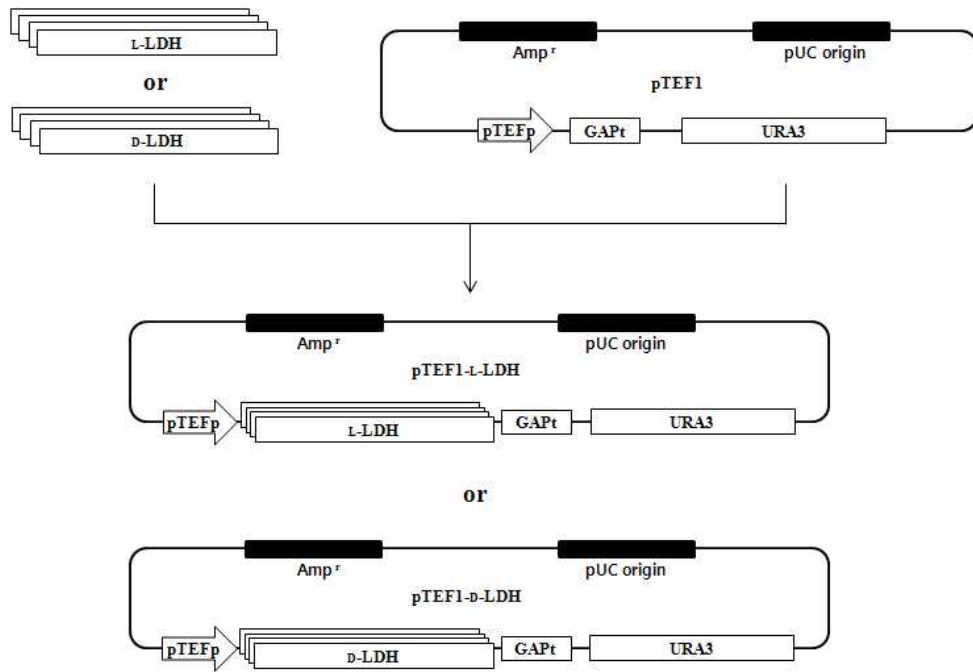 L-LDH
or
D-LDH
Amp r
pUC origin
pTEF1
pTEFp
GAPt
URA3
Amp r
pUC origin
pTEF1-L-LDH
pTEFp
L-LDH
GAPt
URA3
or
Amp r
pUC origin
pTEF1-D-LDH
pTEFp
D-LDH
GAPt
URA3